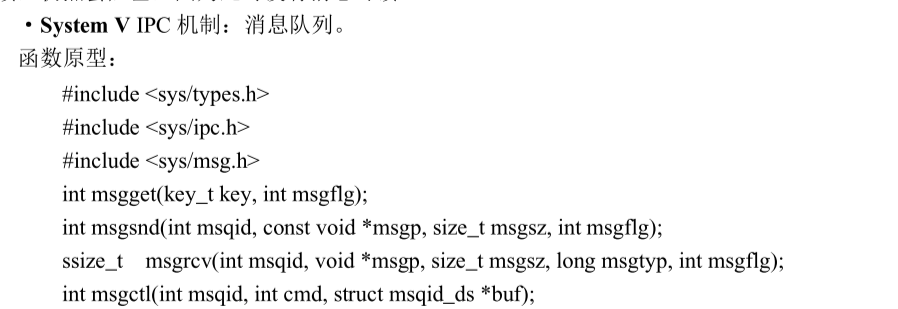 ·System V IPC 机制：消息队列。
函数原型：
#include <sys/types.h>
#include <sys/ipc.h>
#include <sys/msg.h>
int msgget(key_t key, int msgflg);
int msgsnd(int msqid, const void *msgp, size_t msgsz, int msgflg);
ssize_t msgrcv(int msqid, void *msgp, size_t msgsz, long msgtyp, int msgflg);
int msgctl(int msqid, int cmd, struct msqid_ds *buf);